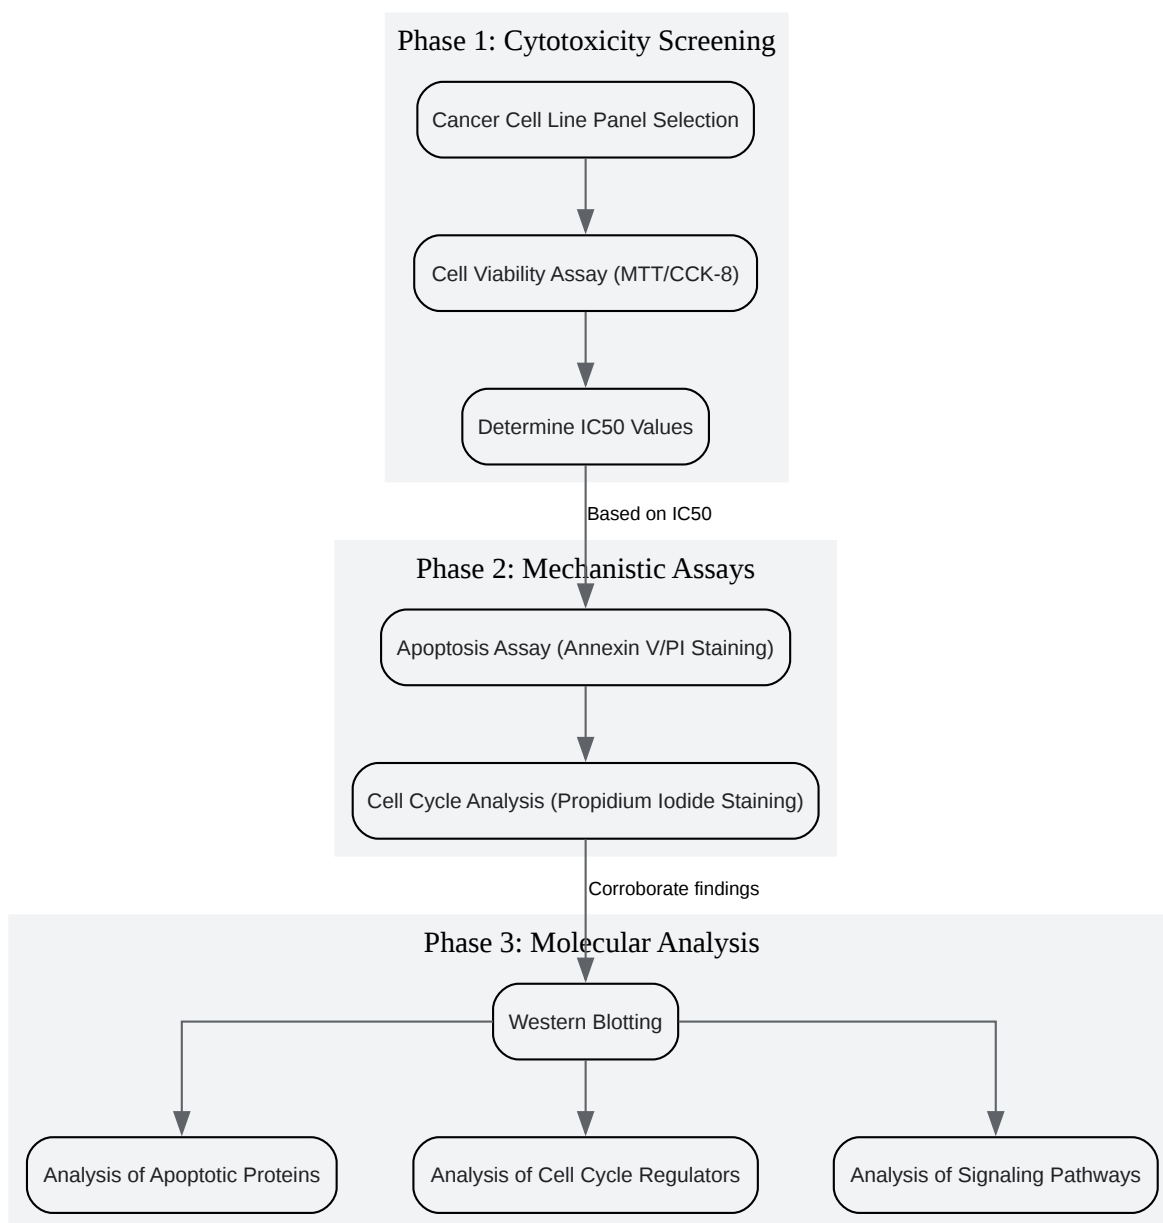 Phase 1: Cytotoxicity Screening
Cancer Cell Line Panel Selection
Cell Viability Assay (MTT/CCK-8)
Determine IC50 Values
Based on IC50
Phase 2: Mechanistic Assays
Apoptosis Assay (Annexin V/PI Staining)
Cell Cycle Analysis (Propidium Iodide Staining)
Corroborate findings
Phase 3: Molecular Analysis
Western Blotting
Analysis of Apoptotic Proteins
Analysis of Cell Cycle Regulators
Analysis of Signaling Pathways